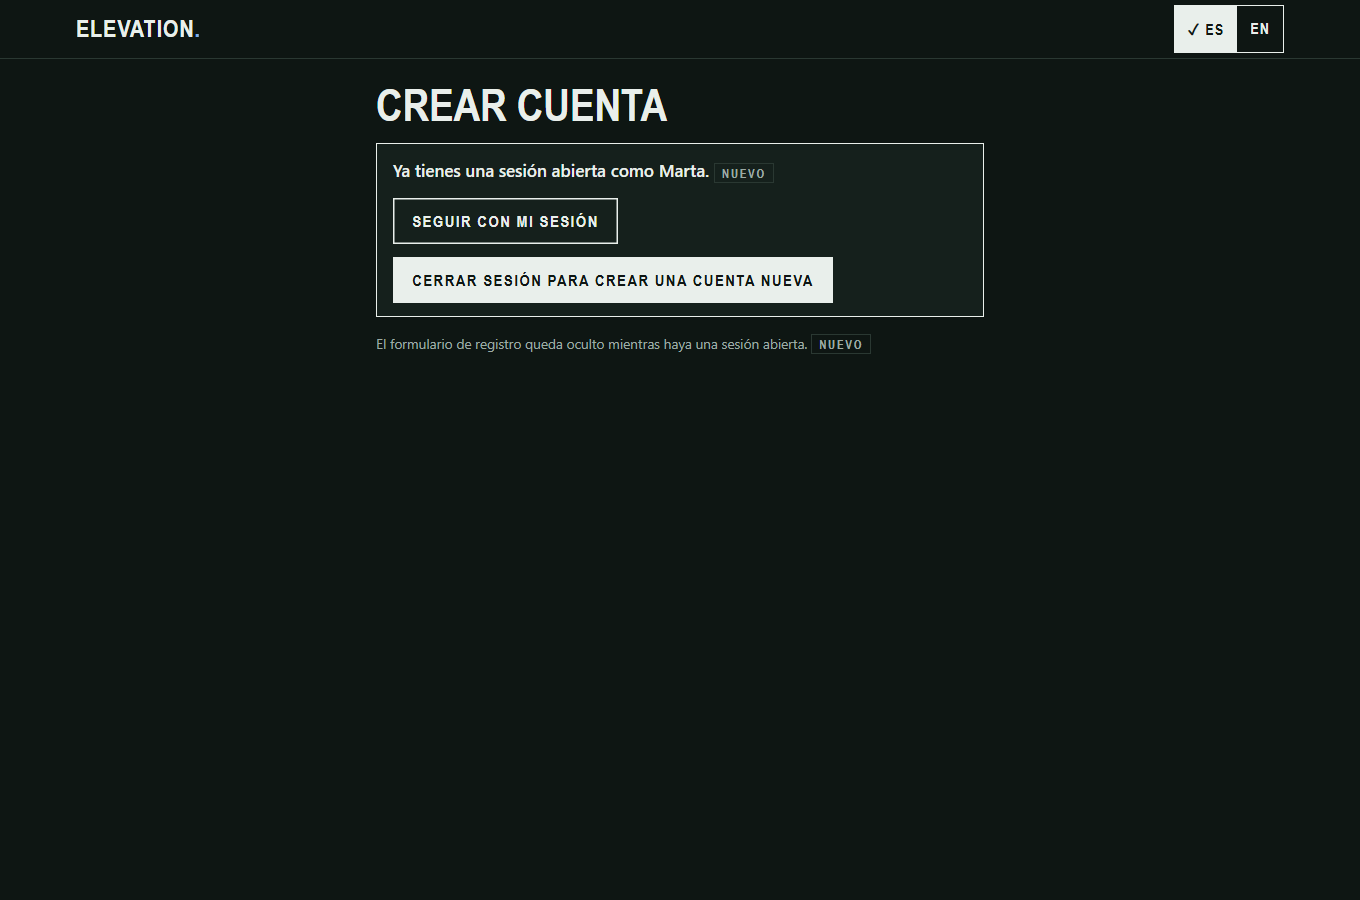 ELEVATION.
✓ ES EN
CREAR CUENTA
Ya tienes una sesión abierta como Marta. NUEVO
SEGUIR CON MI SESIÓN
CERRAR SESIÓN PARA CREAR UNA CUENTA NUEVA
El formulario de registro queda oculto mientras haya una sesión abierta. NUEVO